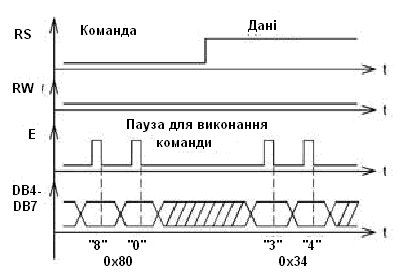 RS
Команда
Дані
t
RW
t
E
Пауза для виконання
команди
t
DB4-
DB7
t
"8" "0" "3" "4"
0x80 0x34